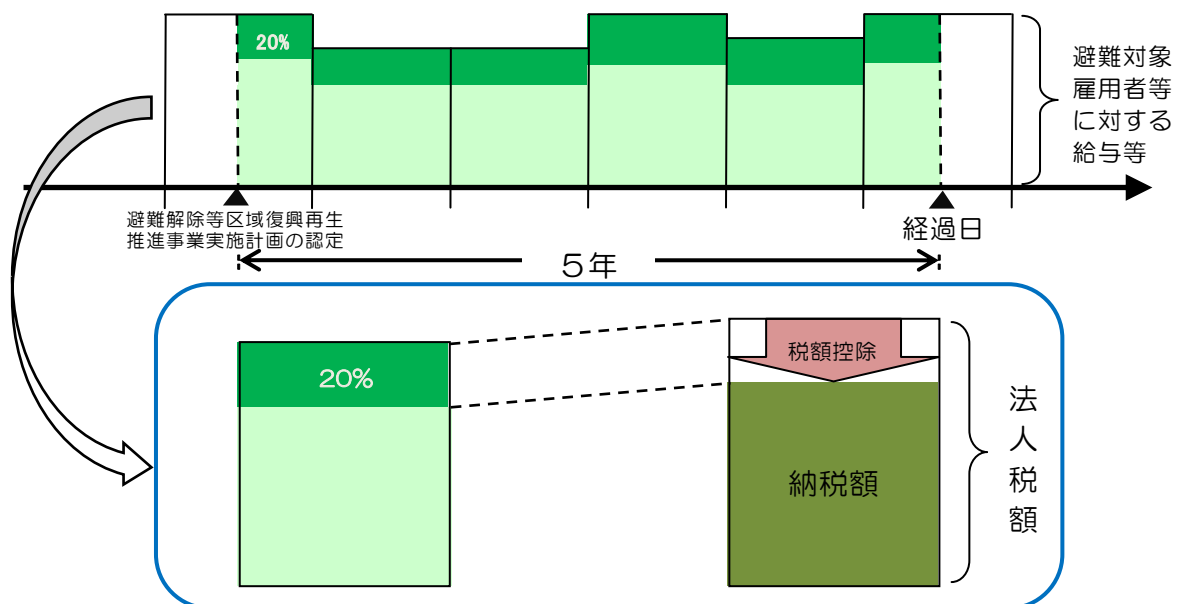 20%
避難対象
雇用者等
に対する
給与等
避難解除等区域復興再生
推進事業実施計画の認定
経過日
５年
20%
税額控除
納税額
法人税額